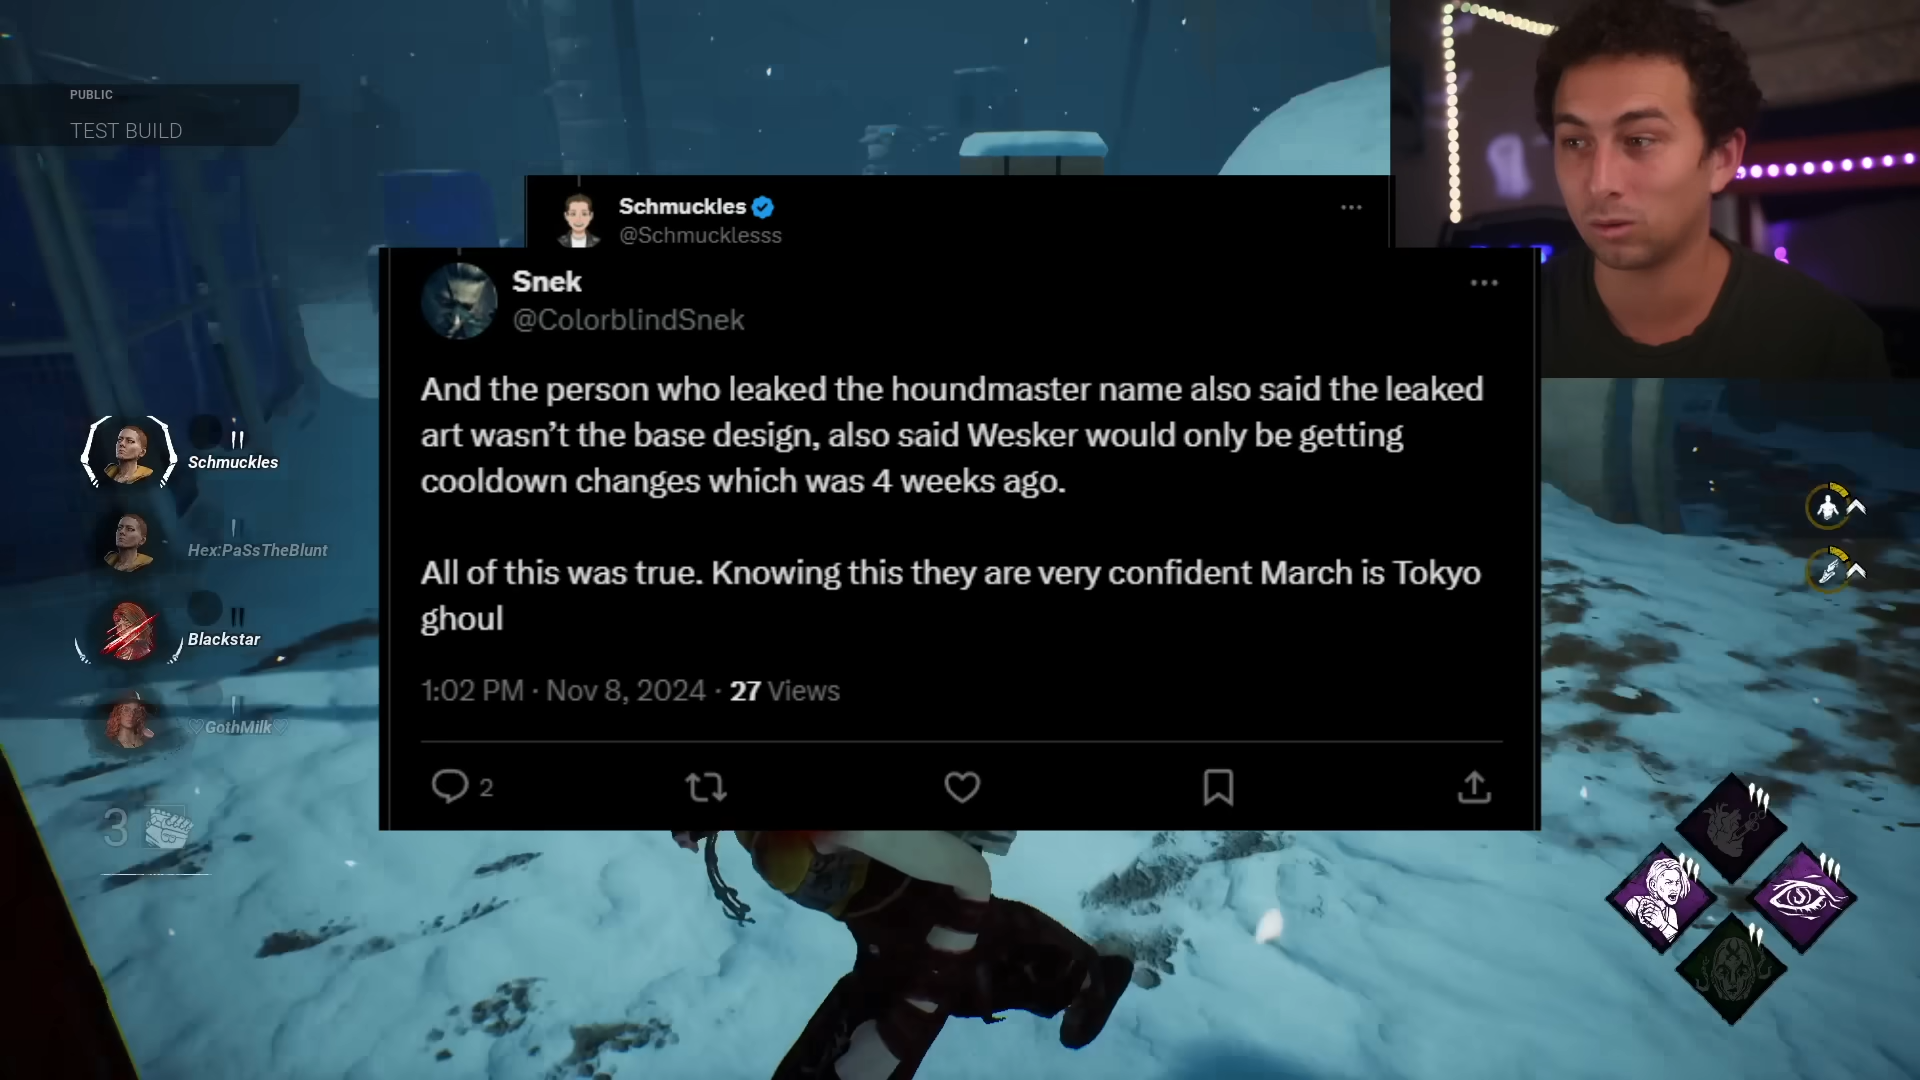 PUBLIC
TEST BUILD
Schmuckles
@Schmucklesss
Snek
@ColorblindSnek
And the person who leaked the houndmaster name also said the leaked
art wasn’t the base design, also said Wesker would only be getting
cooldown changes which was 4 weeks ago.
All of this was true. Knowing this they are very confident March is Tokyo
ghoul
1:02 PM · Nov 8, 2024 · 27 Views
2
Schmuckles
Hex:PaSsTheBlunt
Blackstar
♡GothMilk♡
3